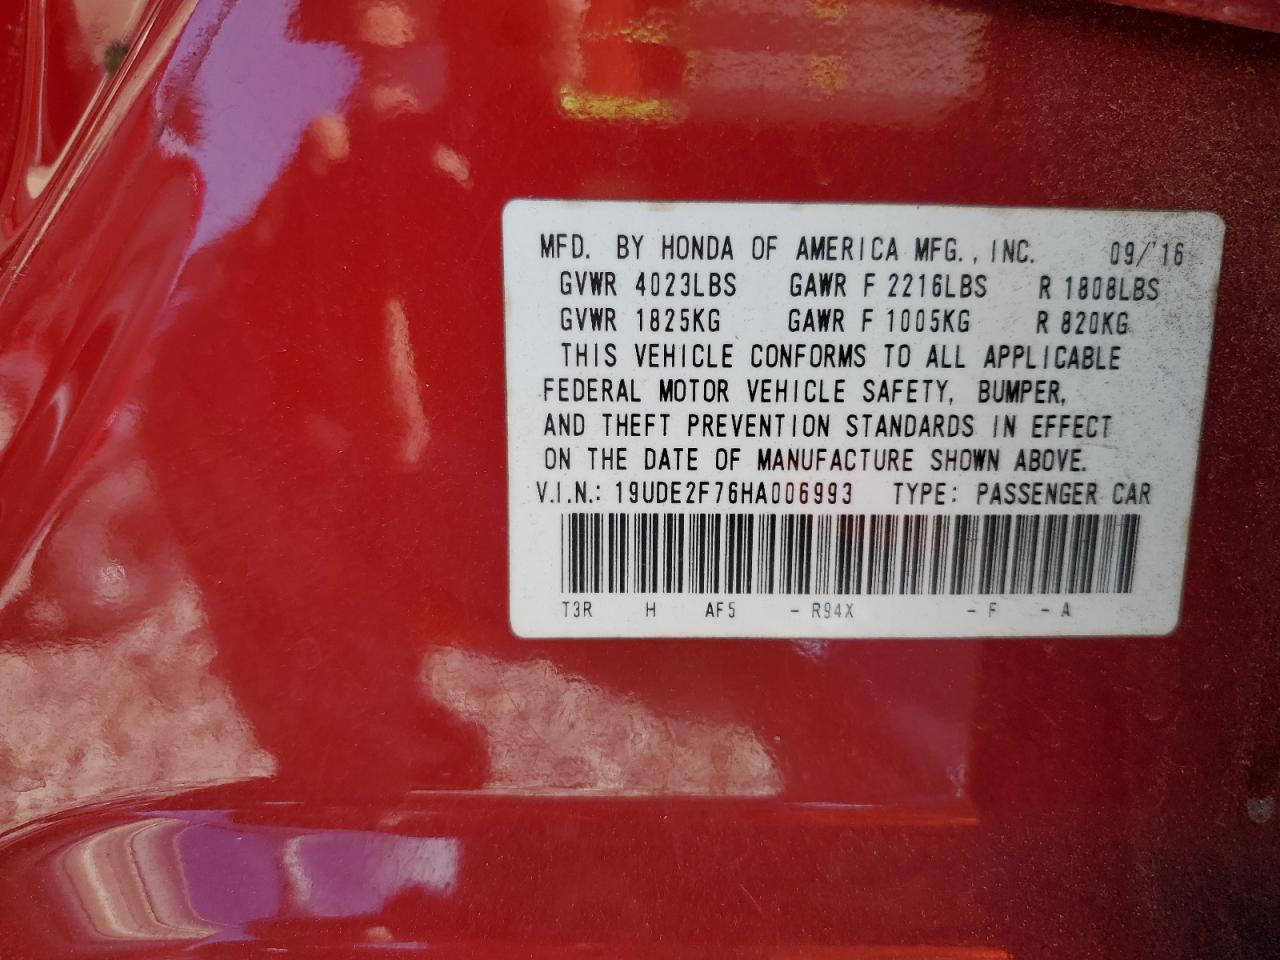 MFD. BY HONDA OF AMERICA MFG., INC. 09/'16
GVWR 4023LBS GAWR F 2216LBS R 1808LBS
GVWR 1825KG GAWR F 1005KG R 820KG
THIS VEHICLE CONFORMS TO ALL APPLICABLE
FEDERAL MOTOR VEHICLE SAFETY, BUMPER,
AND THEFT PREVENTION STANDARDS IN EFFECT
ON THE DATE OF MANUFACTURE SHOWN ABOVE.
V.I.N.: 19UDE2F76HA006993 TYPE: PASSENGER CAR
T3R H AF5 - R94X - F - A